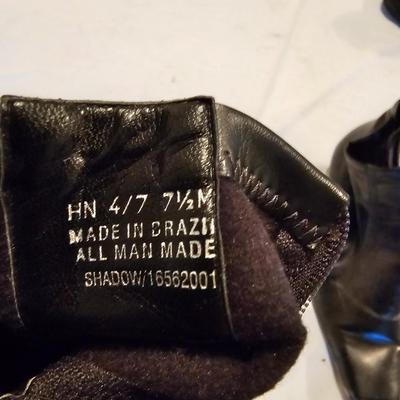 HN 4/7 7½M
MADE IN BRAZIL
ALL MAN MADE
SHADOW/16562001